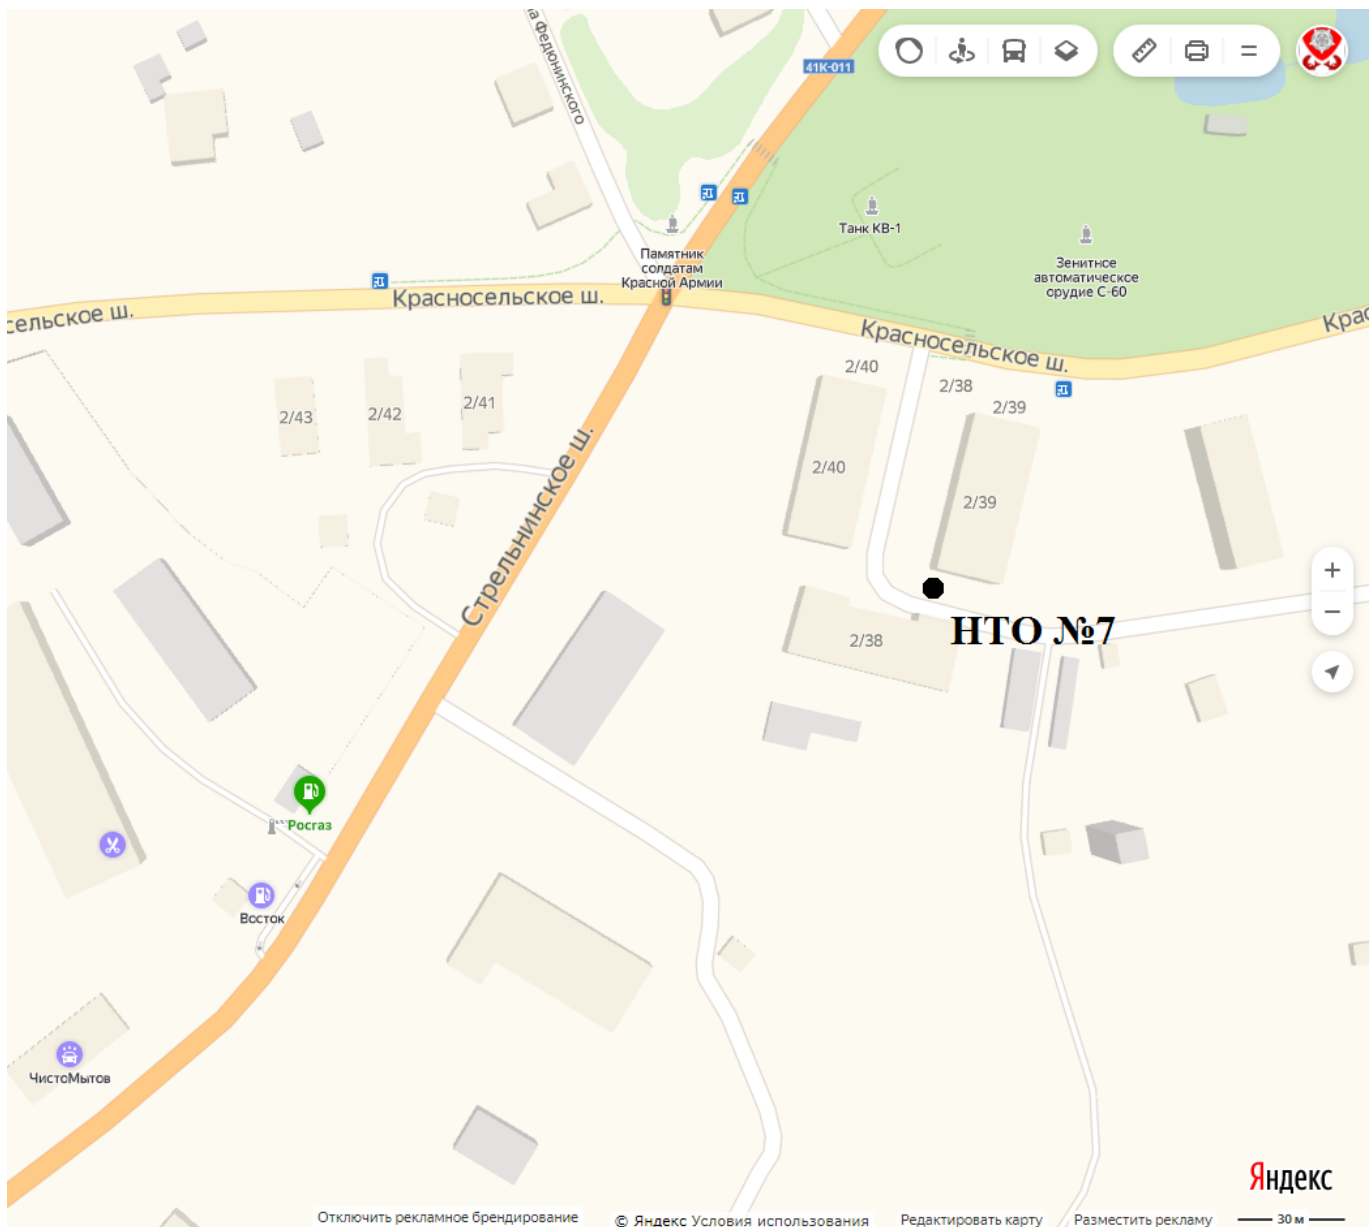 на Федюнинского
41К-011
Танк КВ-1
Памятник
солдатам
Красной Армии
Зенитное
автоматическое
орудие С-60
сельское ш.
Красносельское ш.
Красносельское ш.
Крас
2/40
2/38
2/39
2/43
2/42
2/41
2/40
2/39
Стрельнинское ш.
НТО №7
2/38
Росгаз
Восток
ЧистоМытов
Яндекс
Отключить рекламное брендирование
© Яндекс Условия использования
Редактировать карту
Разместить рекламу
30 м